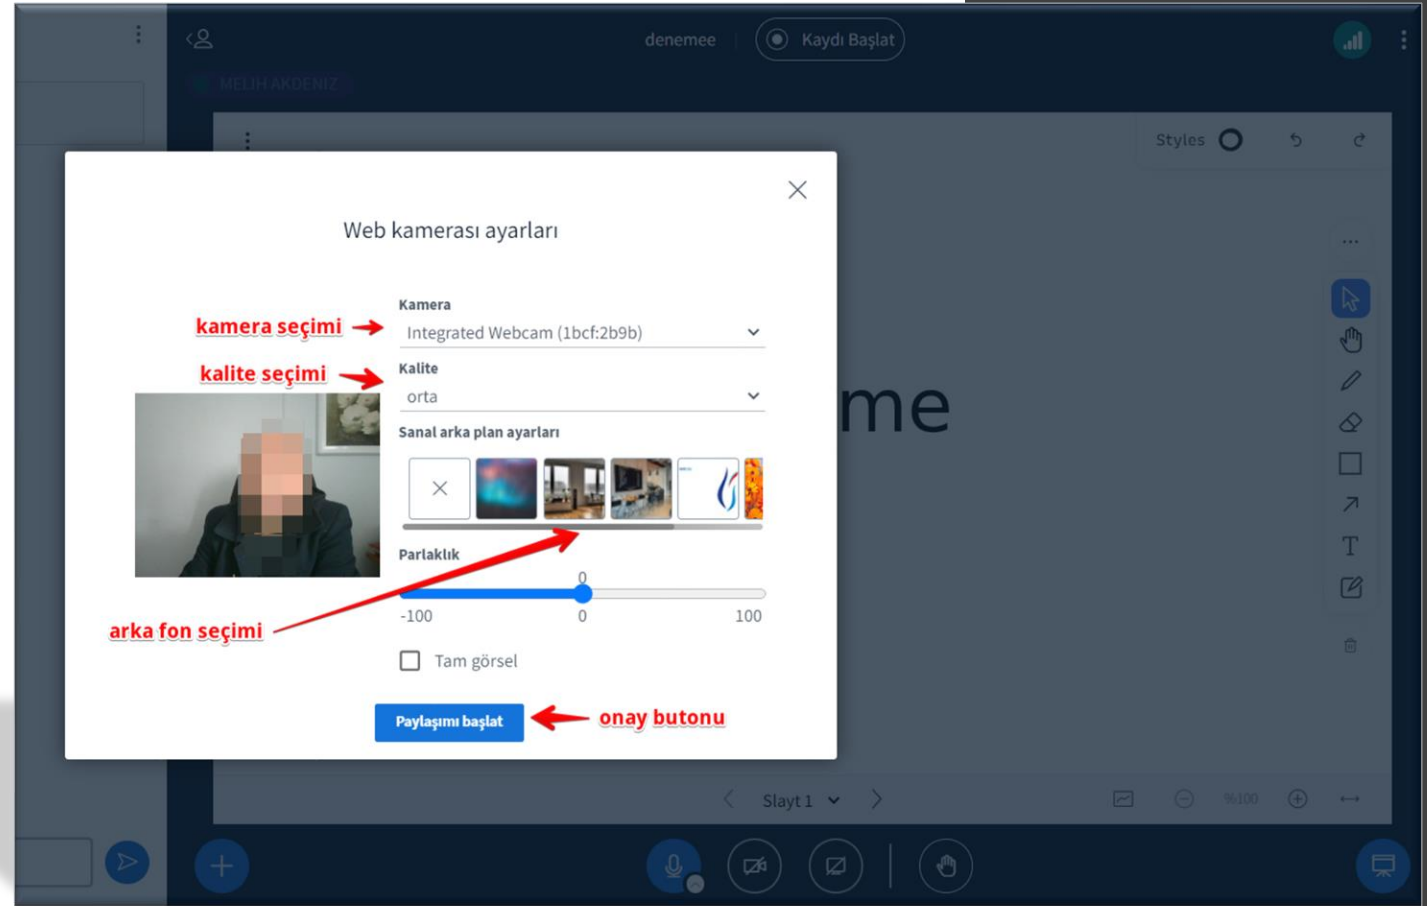 denemee
Kaydı Başlat
MELIH AKDENIZ
Styles
Web kamerası ayarları
Kamera
kamera seçimi
Integrated Webcam (1bcf:2b9b)
kalite seçimi
Kalite
orta
me
Sanal arka plan ayarları
Parlaklık
0
-100 0 100
arka fon seçimi
Tam görsel
Paylaşımı başlat
onay butonu
Slayt 1
%100